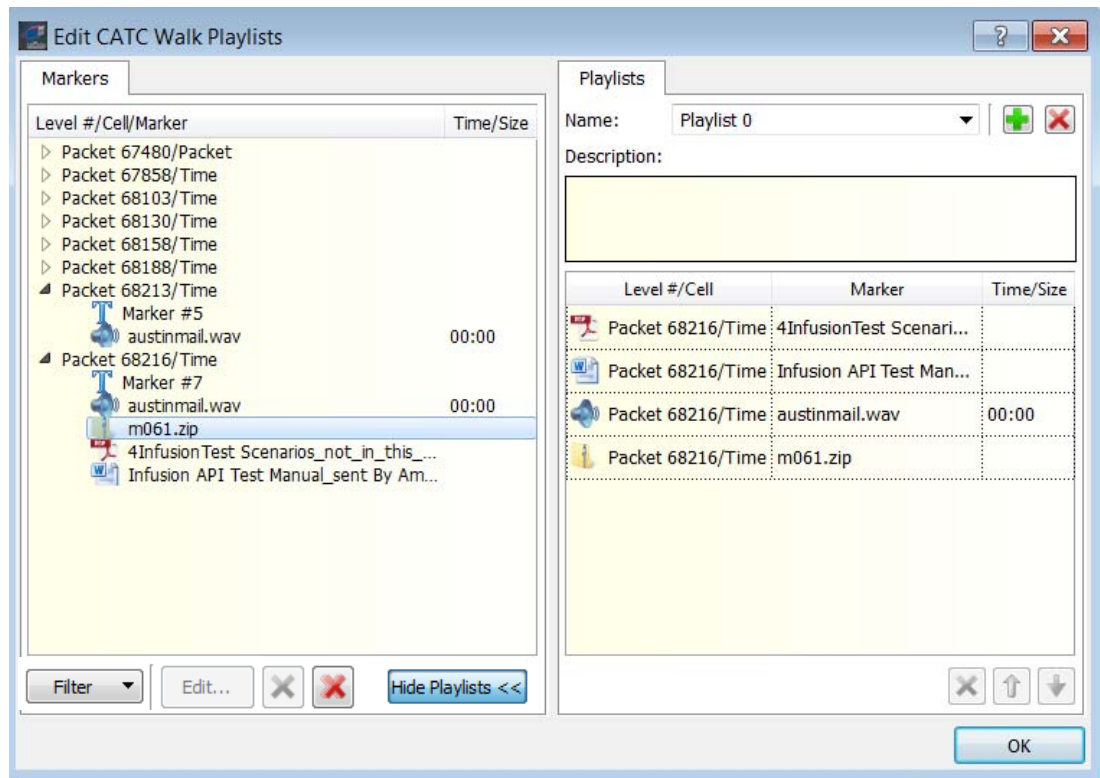 Edit CATC Walk Playlists
Markers
Level #/Cell/Marker Time/Size
Packet 67480/Packet
Packet 67858/Time
Packet 68103/Time
Packet 68130/Time
Packet 68158/Time
Packet 68188/Time
Packet 68213/Time
Marker #5
austinmail.wav 00:00
Packet 68216/Time
Marker #7
austinmail.wav 00:00
m061.zip
4InfusionTest Scenarios_not_in_this_...
Infusion API Test Manual_sent By Am...
Filter Edit... Hide Playlists <<
Playlists
Name: Playlist 0
Description:
Level #/Cell Marker Time/Size
Packet 68216/Time 4InfusionTest Scenari...
Packet 68216/Time Infusion API Test Man...
Packet 68216/Time austinmail.wav 00:00
Packet 68216/Time m061.zip
OK